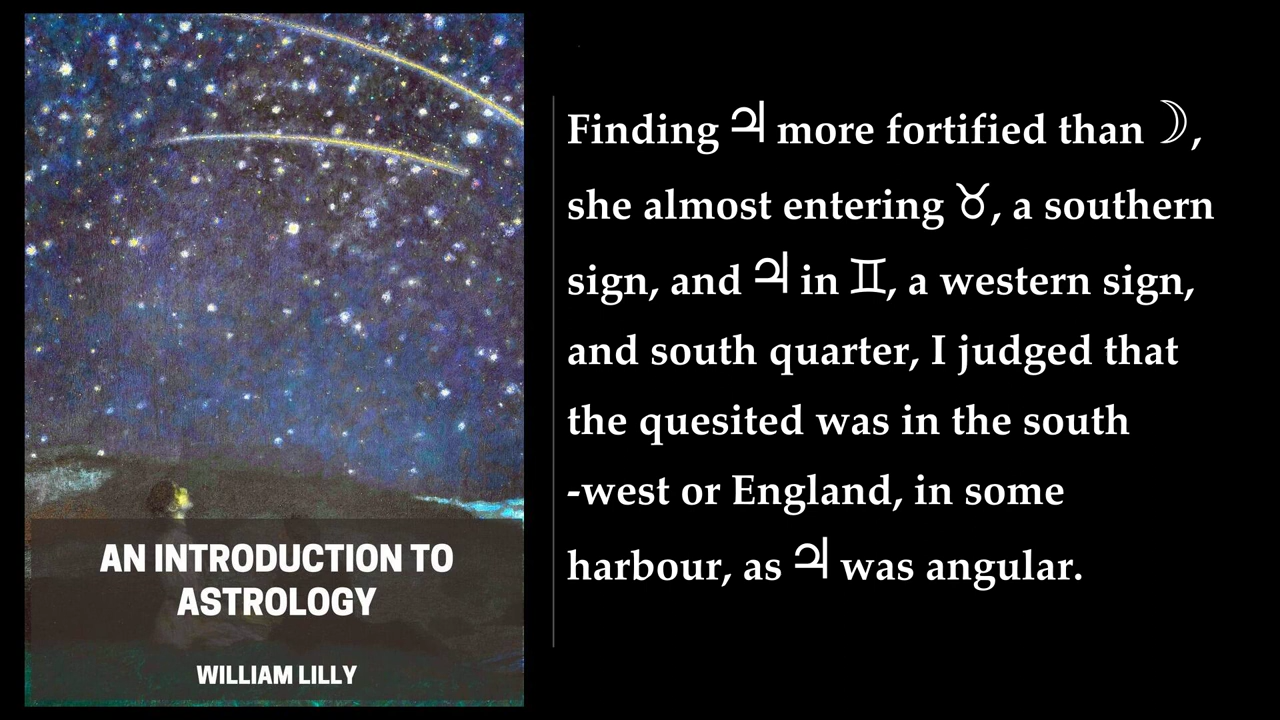 AN INTRODUCTION TO
ASTROLOGY
WILLIAM LILLY
Finding ♃ more fortified than ☽,
she almost entering ♉, a southern
sign, and ♃ in ♊, a western sign,
and south quarter, I judged that
the quesited was in the south
-west or England, in some
harbour, as ♃ was angular.